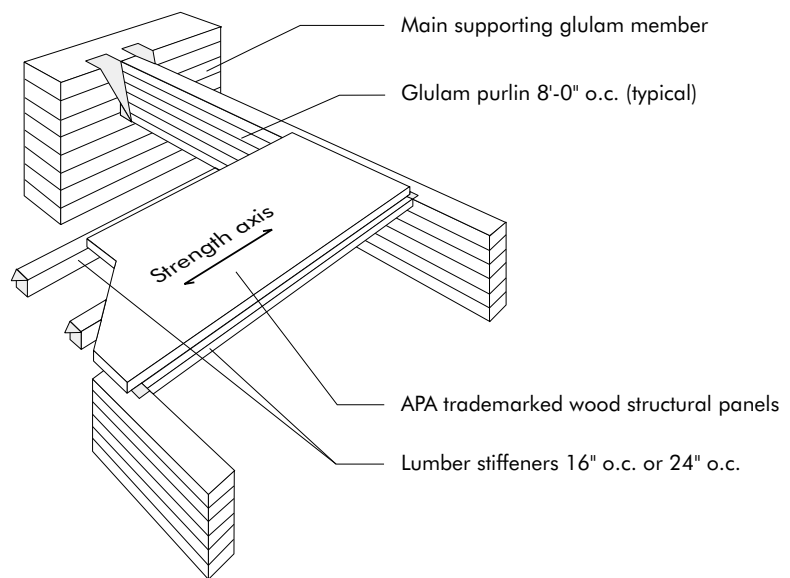 Main supporting glulam member
Glulam purlin 8'-0" o.c. (typical)
Strength axis
APA trademarked wood structural panels
Lumber stiffeners 16" o.c. or 24" o.c.